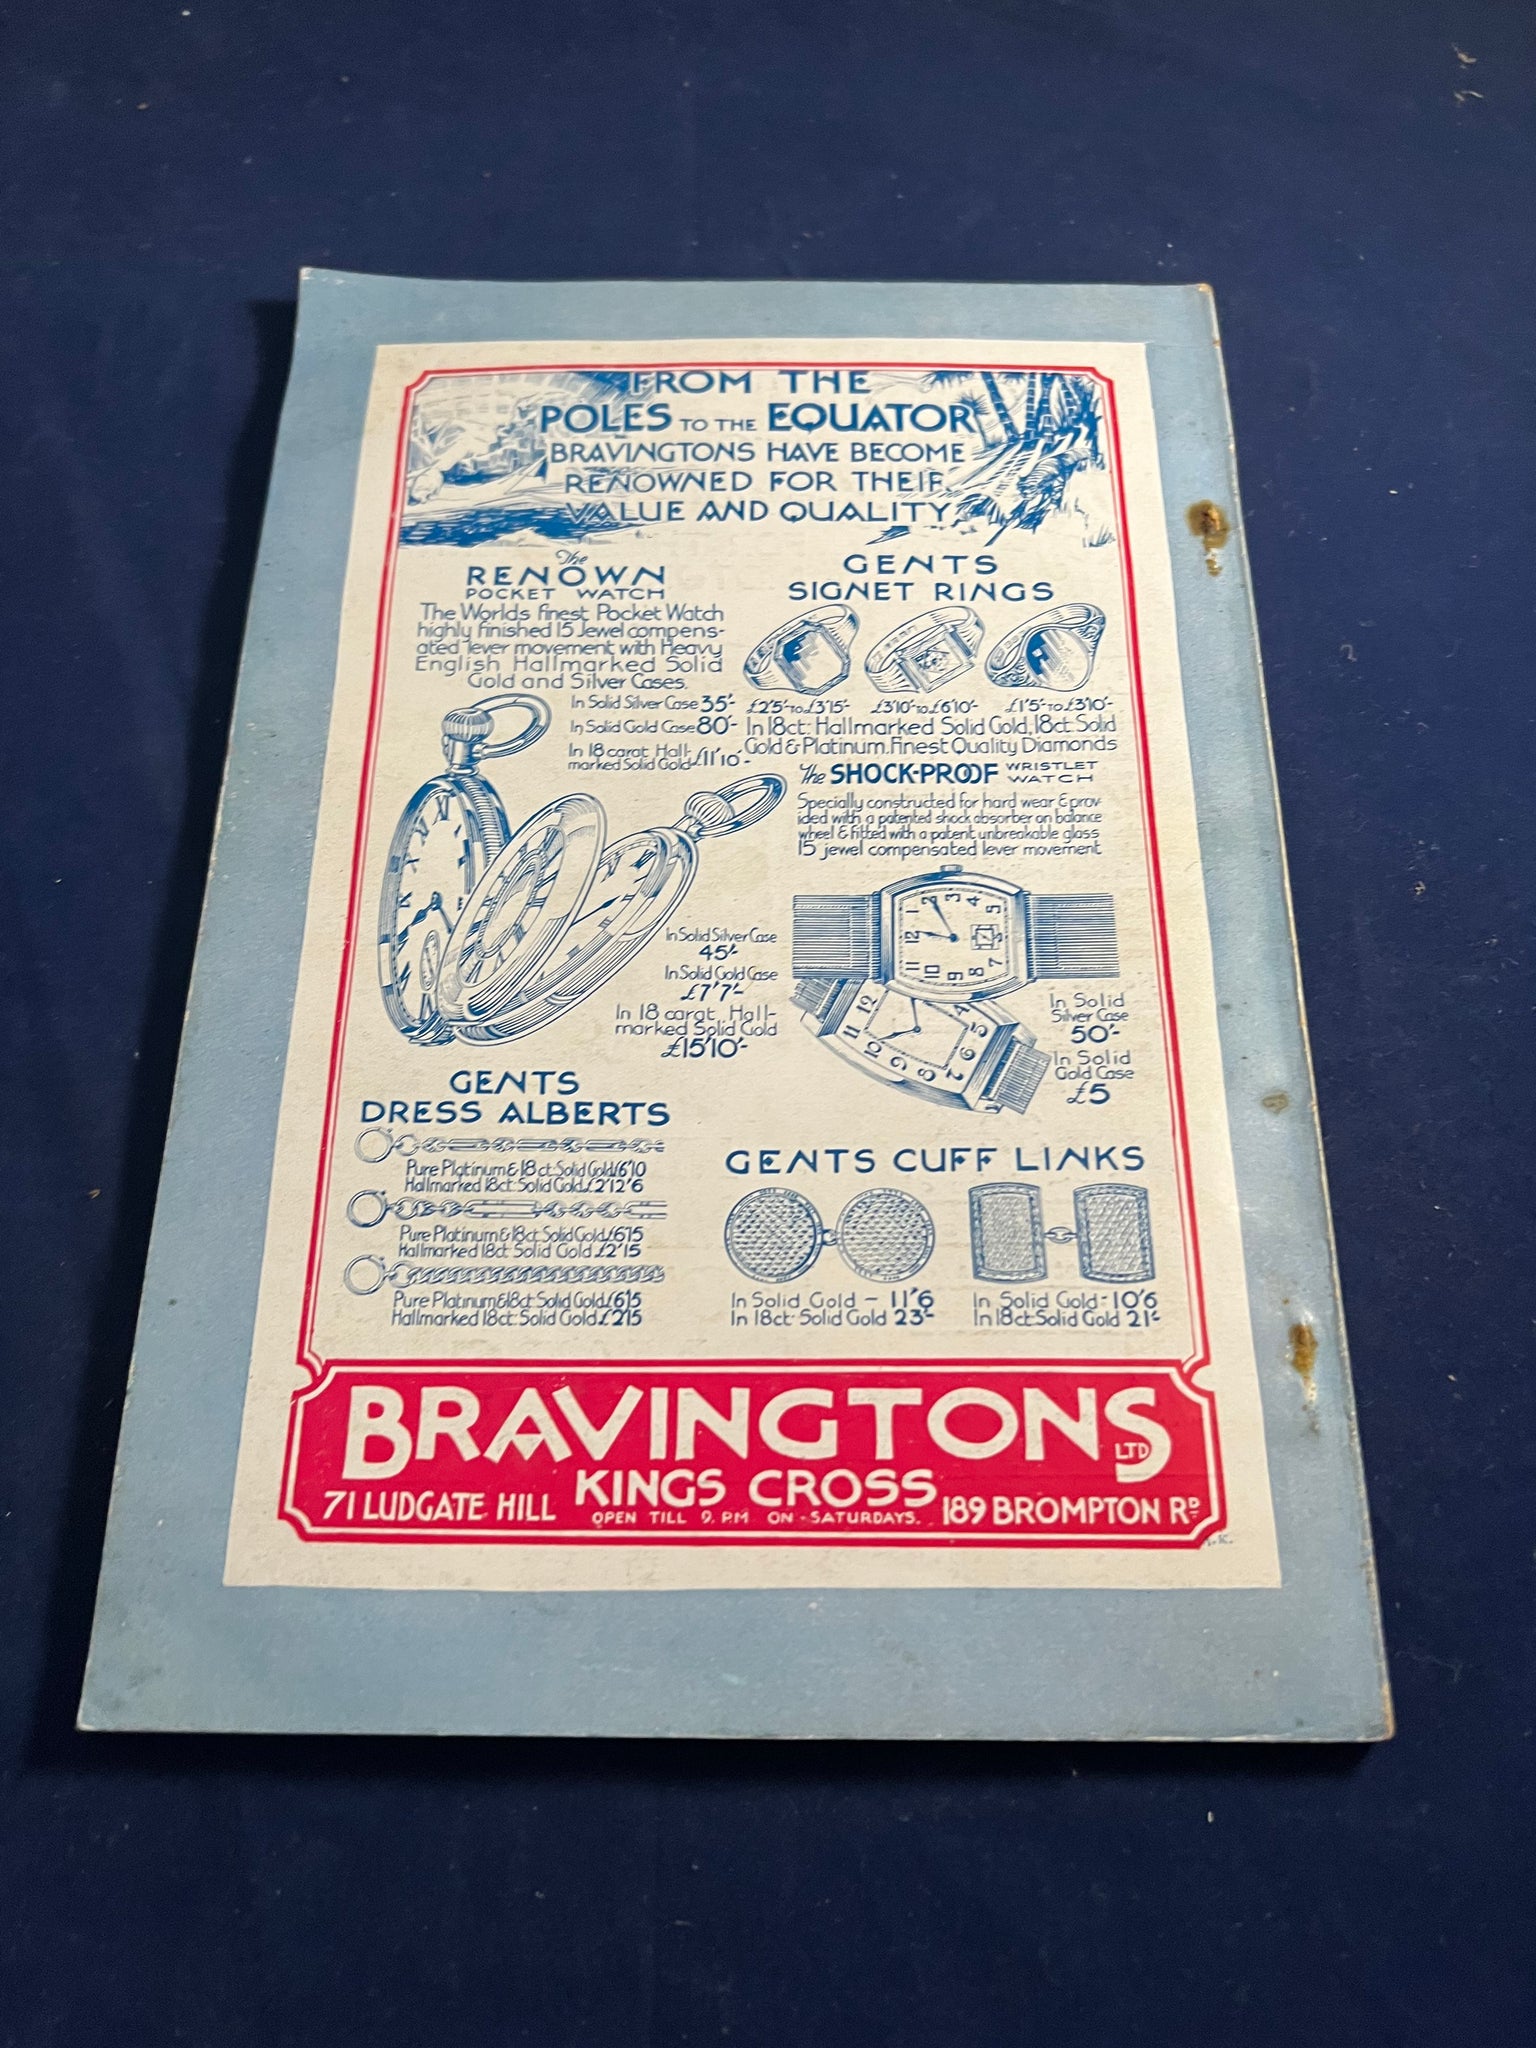 FROM THE
POLES TO THE EQUATOR
BRAVINGTONS HAVE BECOME
RENOWNED FOR THEIR
VALUE AND QUALITY
The
RENOWN
POCKET WATCH
The Worlds finest Pocket Watch
highly finished 15 Jewel compens-
ated lever movement with Heavy
English Hallmarked Solid
Gold and Silver Cases.
In Solid Silver Case 35'-
In Solid Gold Case 80'-
In 18 carat Hall-
marked Solid Gold £11'10'-
In Solid Silver Case
45'-
In Solid Gold Case
£7'7'-
In 18 carat Hall-
marked Solid Gold
£15'10'-
GENTS
SIGNET RINGS
£2'5'- TO £3'15'- £3'10'- TO £6'10'- £1'5'- TO £3'10'-
In 18ct. Hallmarked Solid Gold, 18ct. Solid
Gold & Platinum. Finest Quality Diamonds
The SHOCK-PROOF WRISTLET
WATCH
Specially constructed for hard wear & prov-
ided with a patented shock absorber on balance
wheel & fitted with a patent unbreakable glass
15 jewel compensated lever movement
In Solid
Silver Case
50'-
In Solid
Gold Case
£5
GENTS
DRESS ALBERTS
Pure Platinum & 18ct. Solid Gold £6'10
Hallmarked 18ct. Solid Gold £2'12'6
Pure Platinum & 18ct. Solid Gold £6'15
Hallmarked 18ct. Solid Gold £2'15
Pure Platinum & 18ct. Solid Gold £6'15
Hallmarked 18ct. Solid Gold £2'15
GENTS CUFF LINKS
In Solid Gold - 11'6
In 18ct. Solid Gold 23'-
In Solid Gold - 10'6
In 18ct. Solid Gold 21'-
BRAVINGTONS LTD
KINGS CROSS
71 LUDGATE HILL OPEN TILL 9. P.M ON SATURDAYS. 189 BROMPTON RD